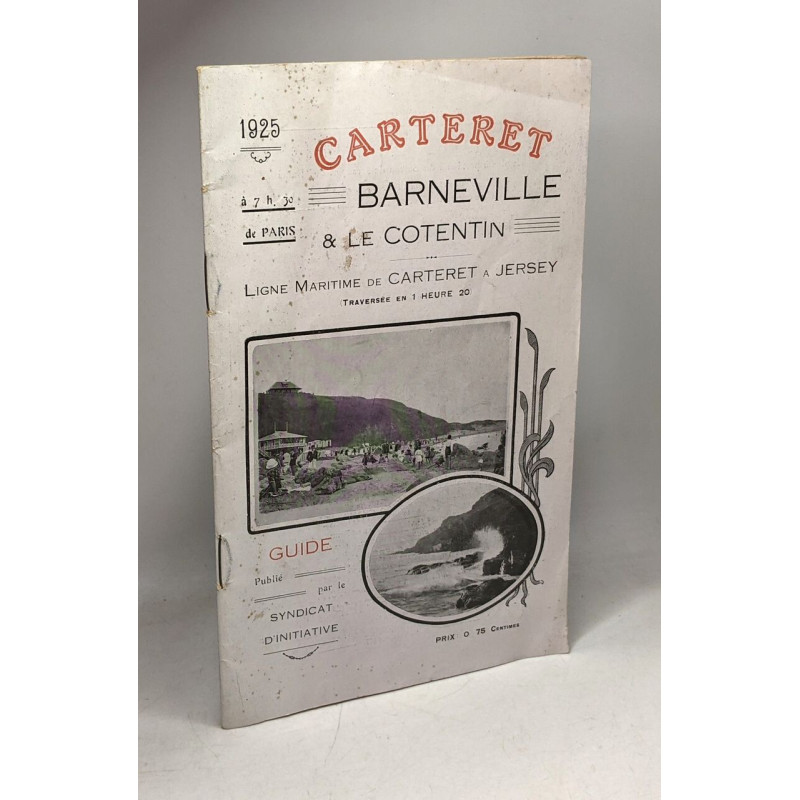 1925
CARTERET
à 7 h. 30
de PARIS
BARNEVILLE
& LE COTENTIN
LIGNE MARITIME DE CARTERET A JERSEY
TRAVERSÉE EN 1 HEURE 20
GUIDE
Publié
par le
SYNDICAT
D'INITIATIVE
PRIX 0 75 CENTIMES